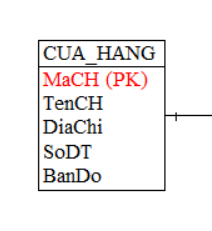 CUA_HANG
MaCH (PK)
TenCH
DiaChi
SoDT
BanDo